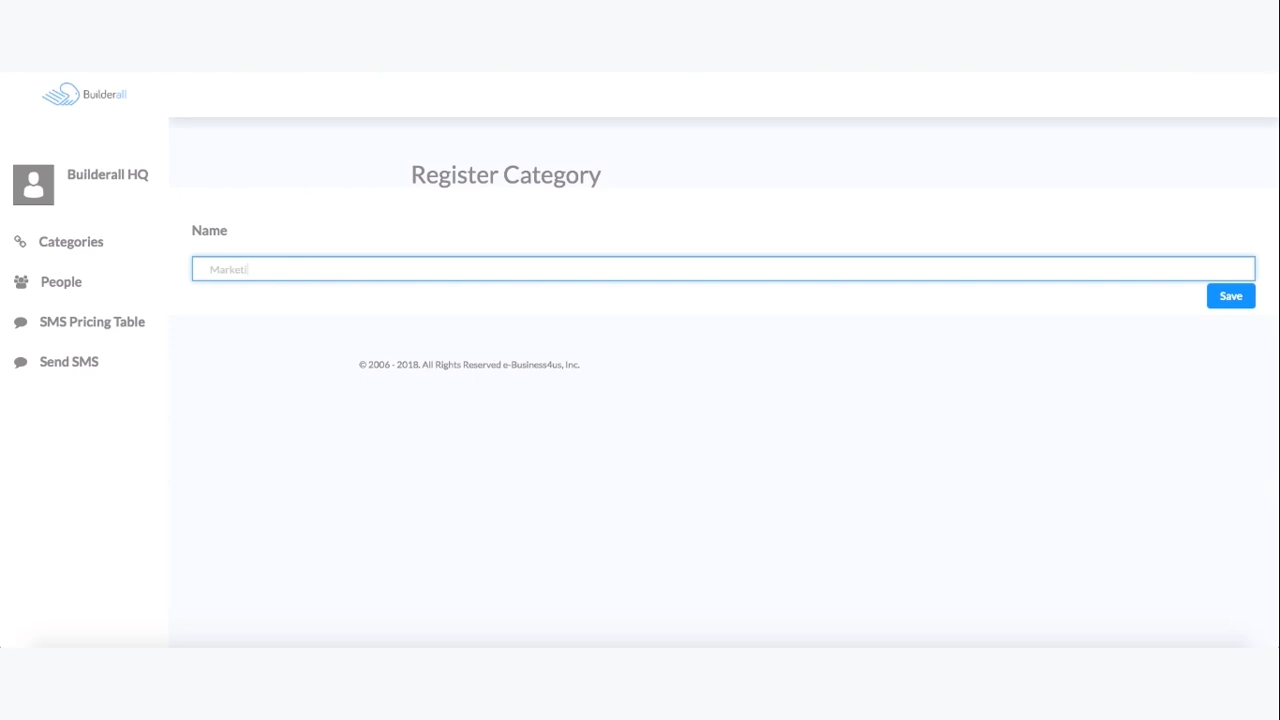 Builderall
Builderall HQ
Categories
People
SMS Pricing Table
Send SMS
Register Category
Name
Marketi
Save
© 2006 - 2018. All Rights Reserved e-Business4us, Inc.